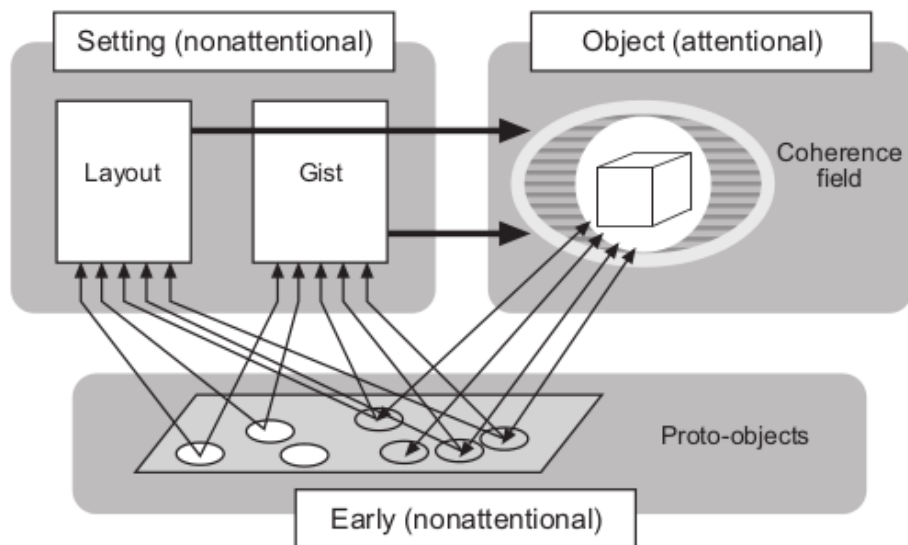 Setting (nonattentional)
Object (attentional)
Layout
Gist
Coherence
field
Proto-objects
Early (nonattentional)